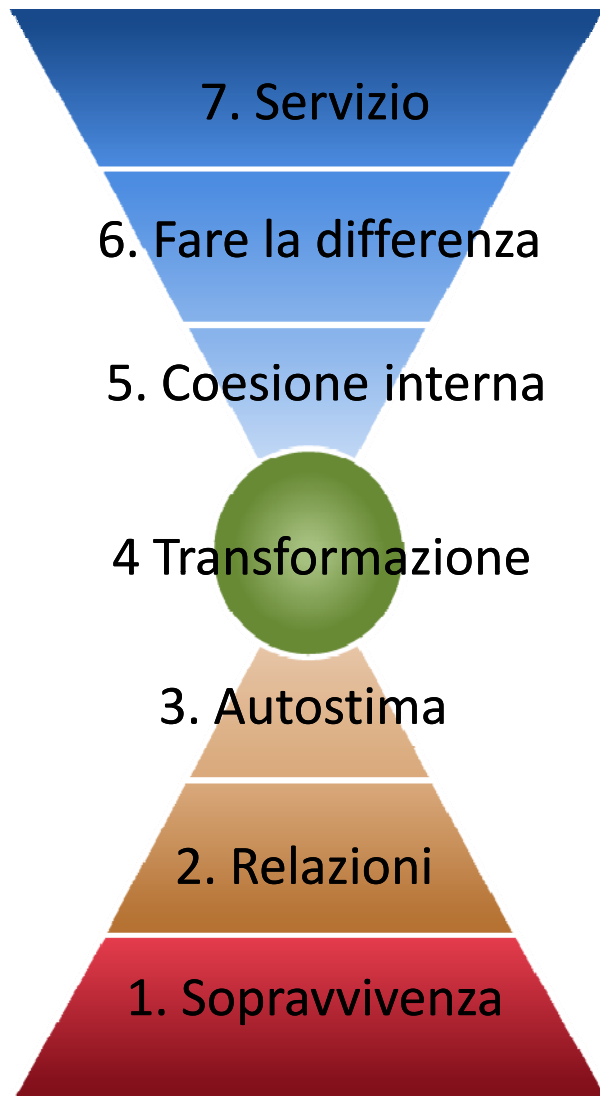 7. Servizio
6. Fare la differenza
5. Coesione interna
4 Transformazione
3. Autostima
2. Relazioni
1. Sopravvivenza